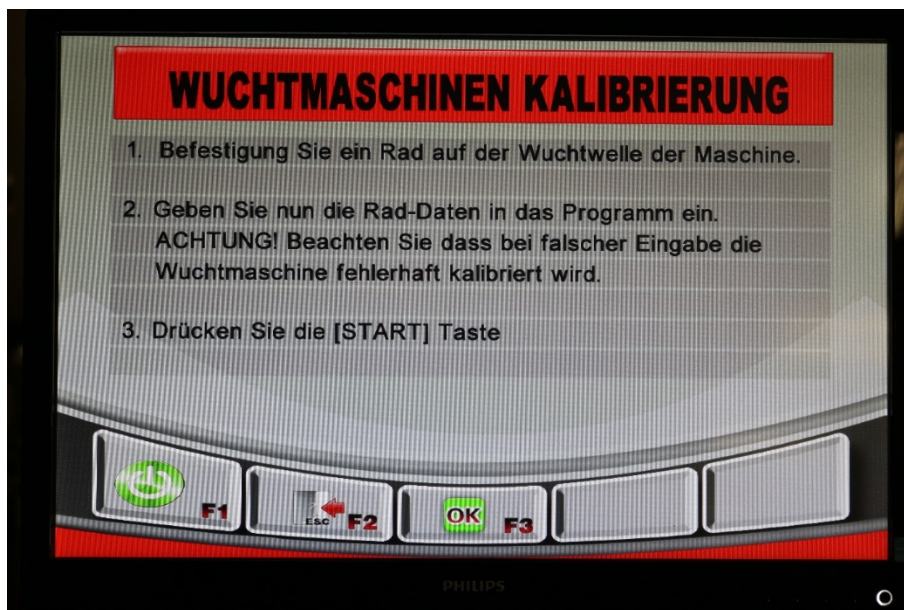 WUCHTMASCHINEN KALIBRIERUNG
1. Befestigung Sie ein Rad auf der Wuchtwelle der Maschine.
2. Geben Sie nun die Rad-Daten in das Programm ein.
ACHTUNG! Beachten Sie dass bei falscher Eingabe die
Wuchtmaschine fehlerhaft kalibriert wird.
3. Drücken Sie die [START] Taste
F1
ESC F2
OK F3
PHILIPS